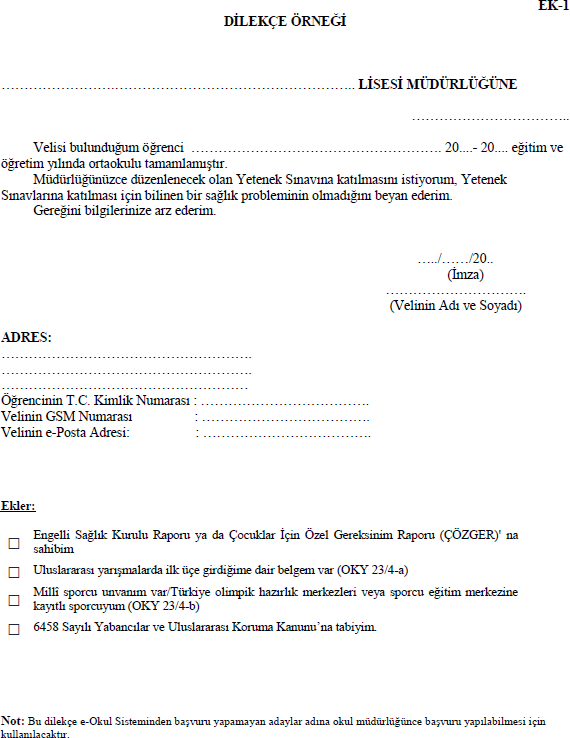 EK-1
DİLEKÇE ÖRNEĞİ
…………………….…………………………………………….. LİSESİ MÜDÜRLÜĞÜNE
……………………………..
Velisi bulunduğum öğrenci ………………………………………………. 20....- 20.... eğitim ve
öğretim yılında ortaokulu tamamlamıştır.
Müdürlüğünüzce düzenlenecek olan Yetenek Sınavına katılmasını istiyorum, Yetenek
Sınavlarına katılması için bilinen bir sağlık probleminin olmadığını beyan ederim.
Gereğini bilgilerinize arz ederim.
…../……/20..
(İmza)
………………………….
(Velinin Adı ve Soyadı)
ADRES:
……………………………………………….
……………………………………………….
………………………………………………
Öğrencinin T.C. Kimlik Numarası : ……………………………….
Velinin GSM Numarası : ……………………………….
Velinin e-Posta Adresi: : ……………………………….
Ekler:
☐ Engelli Sağlık Kurulu Raporu ya da Çocuklar İçin Özel Gereksinim Raporu (ÇÖZGER)' na
sahibim
☐ Uluslararası yarışmalarda ilk üçe girdiğime dair belgem var (OKY 23/4-a)
☐ Millî sporcu unvanım var/Türkiye olimpik hazırlık merkezleri veya sporcu eğitim merkezine
kayıtlı sporcuyum (OKY 23/4-b)
☐ 6458 Sayılı Yabancılar ve Uluslararası Koruma Kanunu’na tabiyim.
Not: Bu dilekçe e-Okul Sisteminden başvuru yapamayan adaylar adına okul müdürlüğünce başvuru yapılabilmesi için
kullanılacaktır.